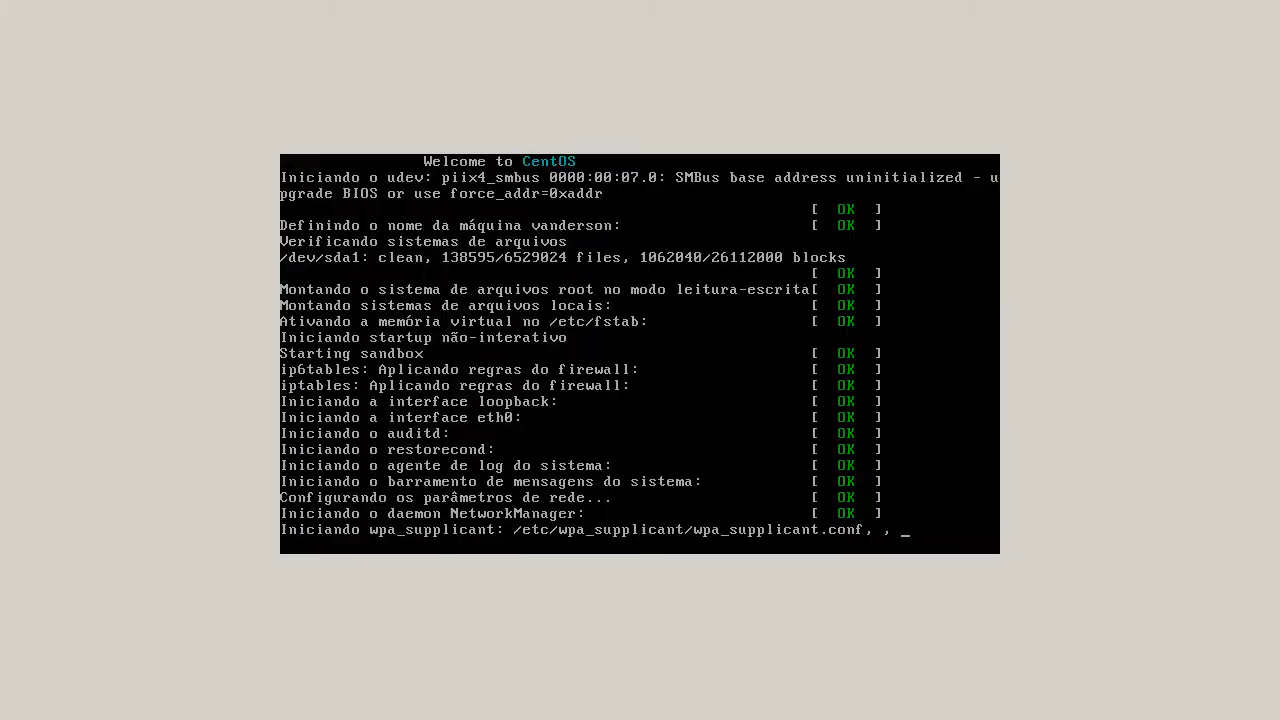 Welcome to CentOS
Iniciando o udev: piix4_smbus 0000:00:07.0: SMBus base address uninitialized - u
pgrade BIOS or use force_addr=0xaddr
[  OK  ]
Definindo o nome da máquina vanderson: [  OK  ]
Verificando sistemas de arquivos
/dev/sda1: clean, 138595/6529024 files, 1062040/26112000 blocks
[  OK  ]
Montando o sistema de arquivos root no modo leitura-escrita[  OK  ]
Montando sistemas de arquivos locais: [  OK  ]
Ativando a memória virtual no /etc/fstab: [  OK  ]
Iniciando startup não-interativo
Starting sandbox [  OK  ]
ip6tables: Aplicando regras do firewall: [  OK  ]
iptables: Aplicando regras do firewall: [  OK  ]
Iniciando a interface loopback: [  OK  ]
Iniciando a interface eth0: [  OK  ]
Iniciando o auditd: [  OK  ]
Iniciando o restorecond: [  OK  ]
Iniciando o agente de log do sistema: [  OK  ]
Iniciando o barramento de mensagens do sistema: [  OK  ]
Configurando os parâmetros de rede... [  OK  ]
Iniciando o daemon NetworkManager: [  OK  ]
Iniciando wpa_supplicant: /etc/wpa_supplicant/wpa_supplicant.conf, , _